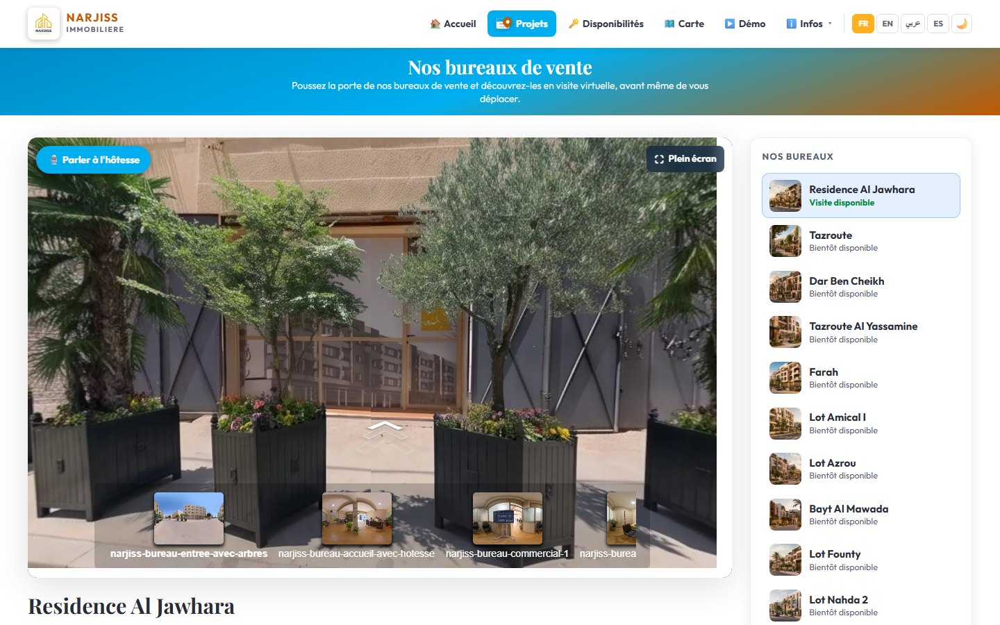 NARJISS
NARJISS
IMMOBILIERE
Accueil
Projets
Disponibilités
Carte
Démo
Infos
FR
EN
عربي
ES
Nos bureaux de vente
Poussez la porte de nos bureaux de vente et découvrez-les en visite virtuelle, avant même de vous
déplacer.
Parler à l'hôtesse
Plein écran
narjiss-bureau-entree-avec-arbres
narjiss-bureau-accueil-avec-hotesse
narjiss-bureau-commercial-1
narjiss-burea
Residence Al Jawhara
NOS BUREAUX
Residence Al Jawhara
Visite disponible
Tazroute
Bientôt disponible
Dar Ben Cheikh
Bientôt disponible
Tazroute Al Yassamine
Bientôt disponible
Farah
Bientôt disponible
Lot Amical I
Bientôt disponible
Lot Azrou
Bientôt disponible
Bayt Al Mawada
Bientôt disponible
Lot Founty
Bientôt disponible
Lot Nahda 2
Bientôt disponible